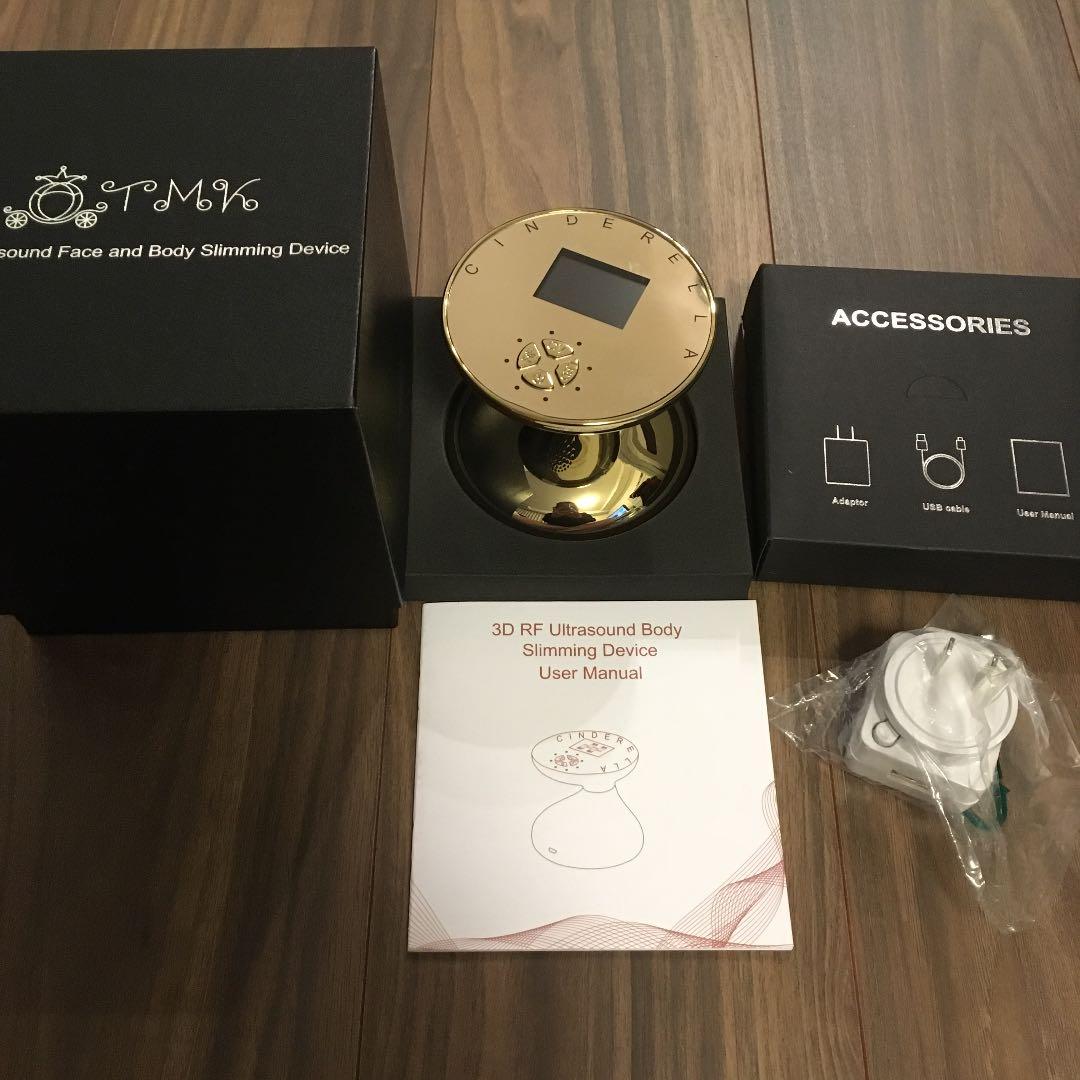 TMK
sound Face and Body Slimming Device
CINDERELLA
ACCESSORIES
Adaptor
USB cable
User Manual
3D RF Ultrasound Body
Slimming Device
User Manual
CINDERELLA